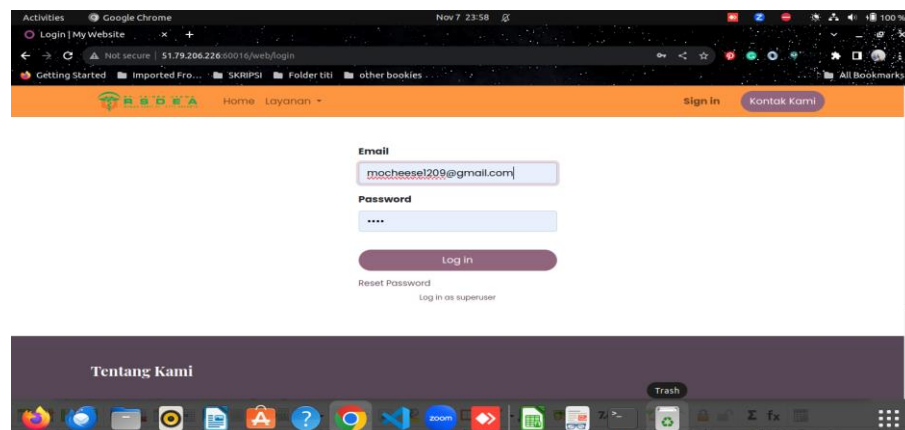 Activities Google Chrome Nov 7 23:58 100 %
Login | My Website
Not secure | 51.79.206.226:60016/web/login
Getting Started Imported Fro... SKRIPSI Folder titi other bookies All Bookmarks
RSDEA Home Layanan Sign in Kontak Kami
Email
mocheese1209@gmail.com
Password
Log in
Reset Password
Log in as superuser
Tentang Kami
Trash
zoom